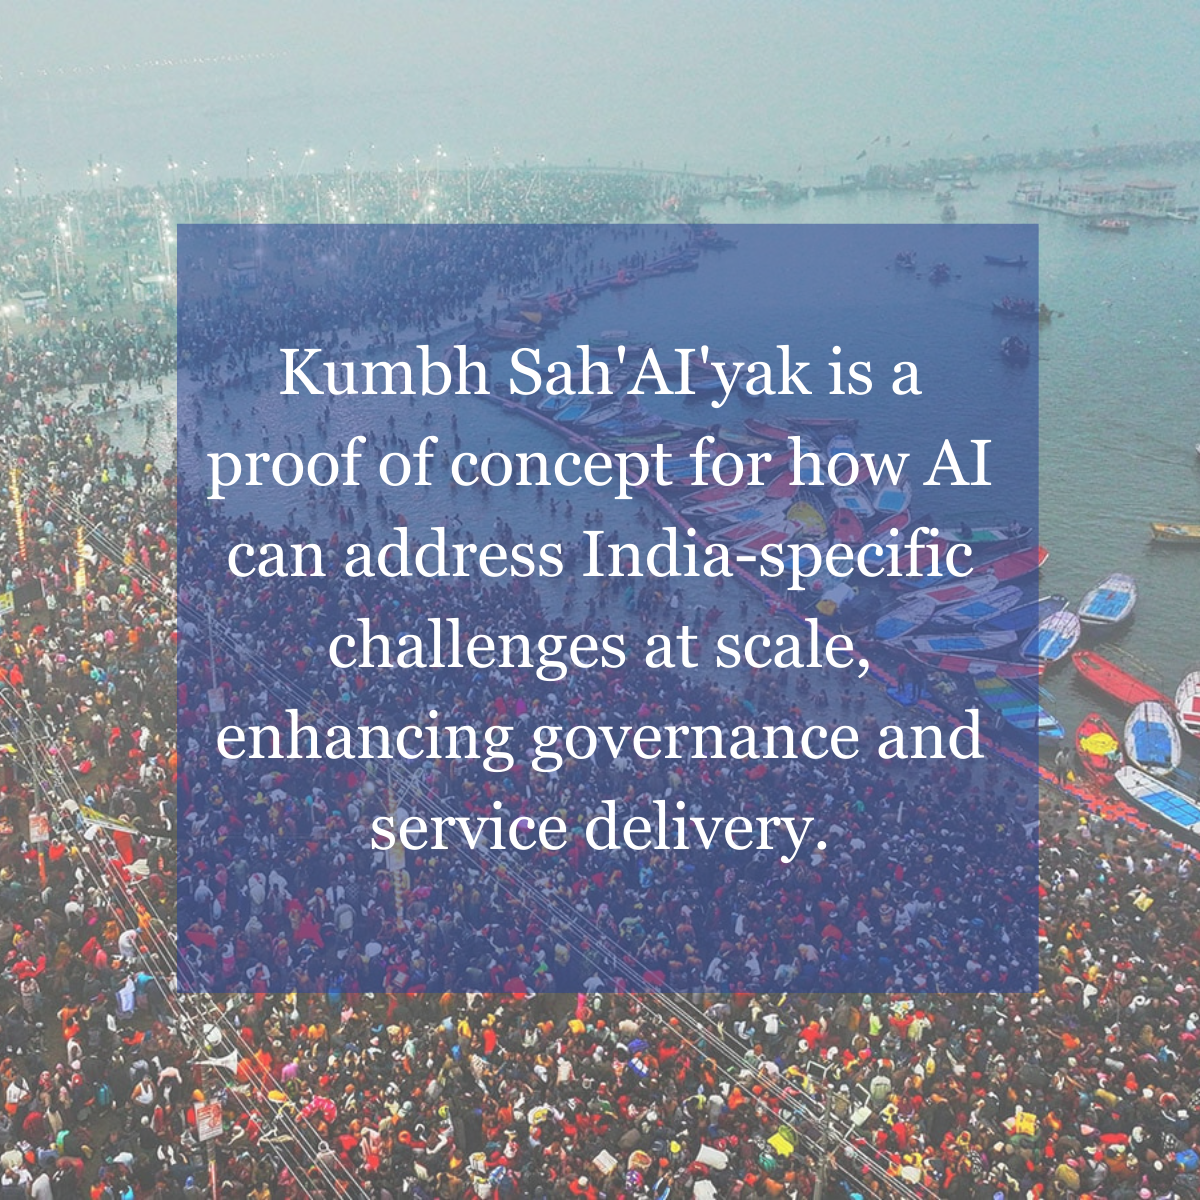 Kumbh Sah'AI'yak is a
proof of concept for how AI
can address India-specific
challenges at scale,
enhancing governance and
service delivery.